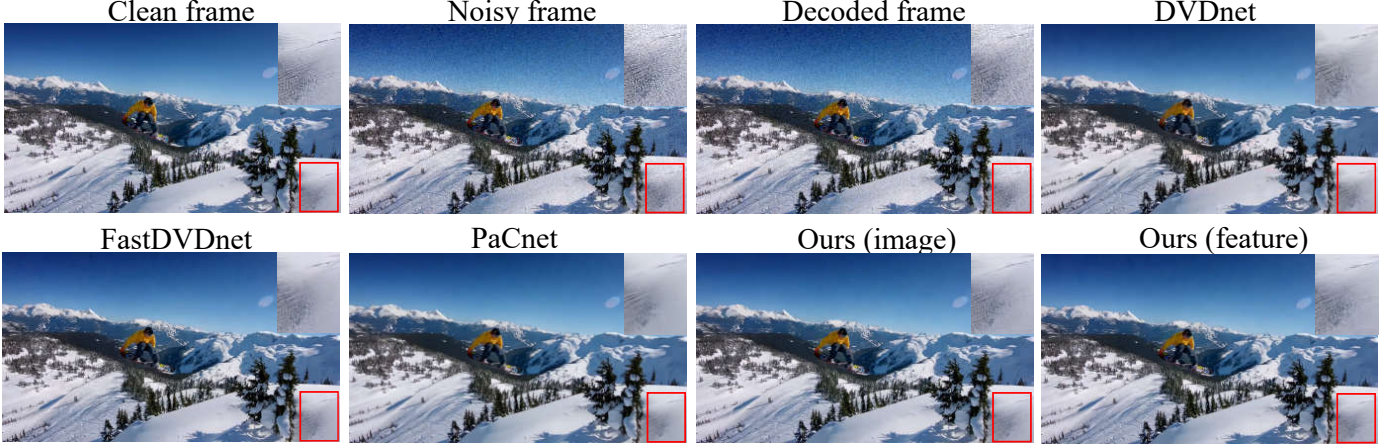 Clean frame
Noisy frame
Decoded frame
DVDnet
FastDVDnet
PaCnet
Ours (image)
Ours (feature)